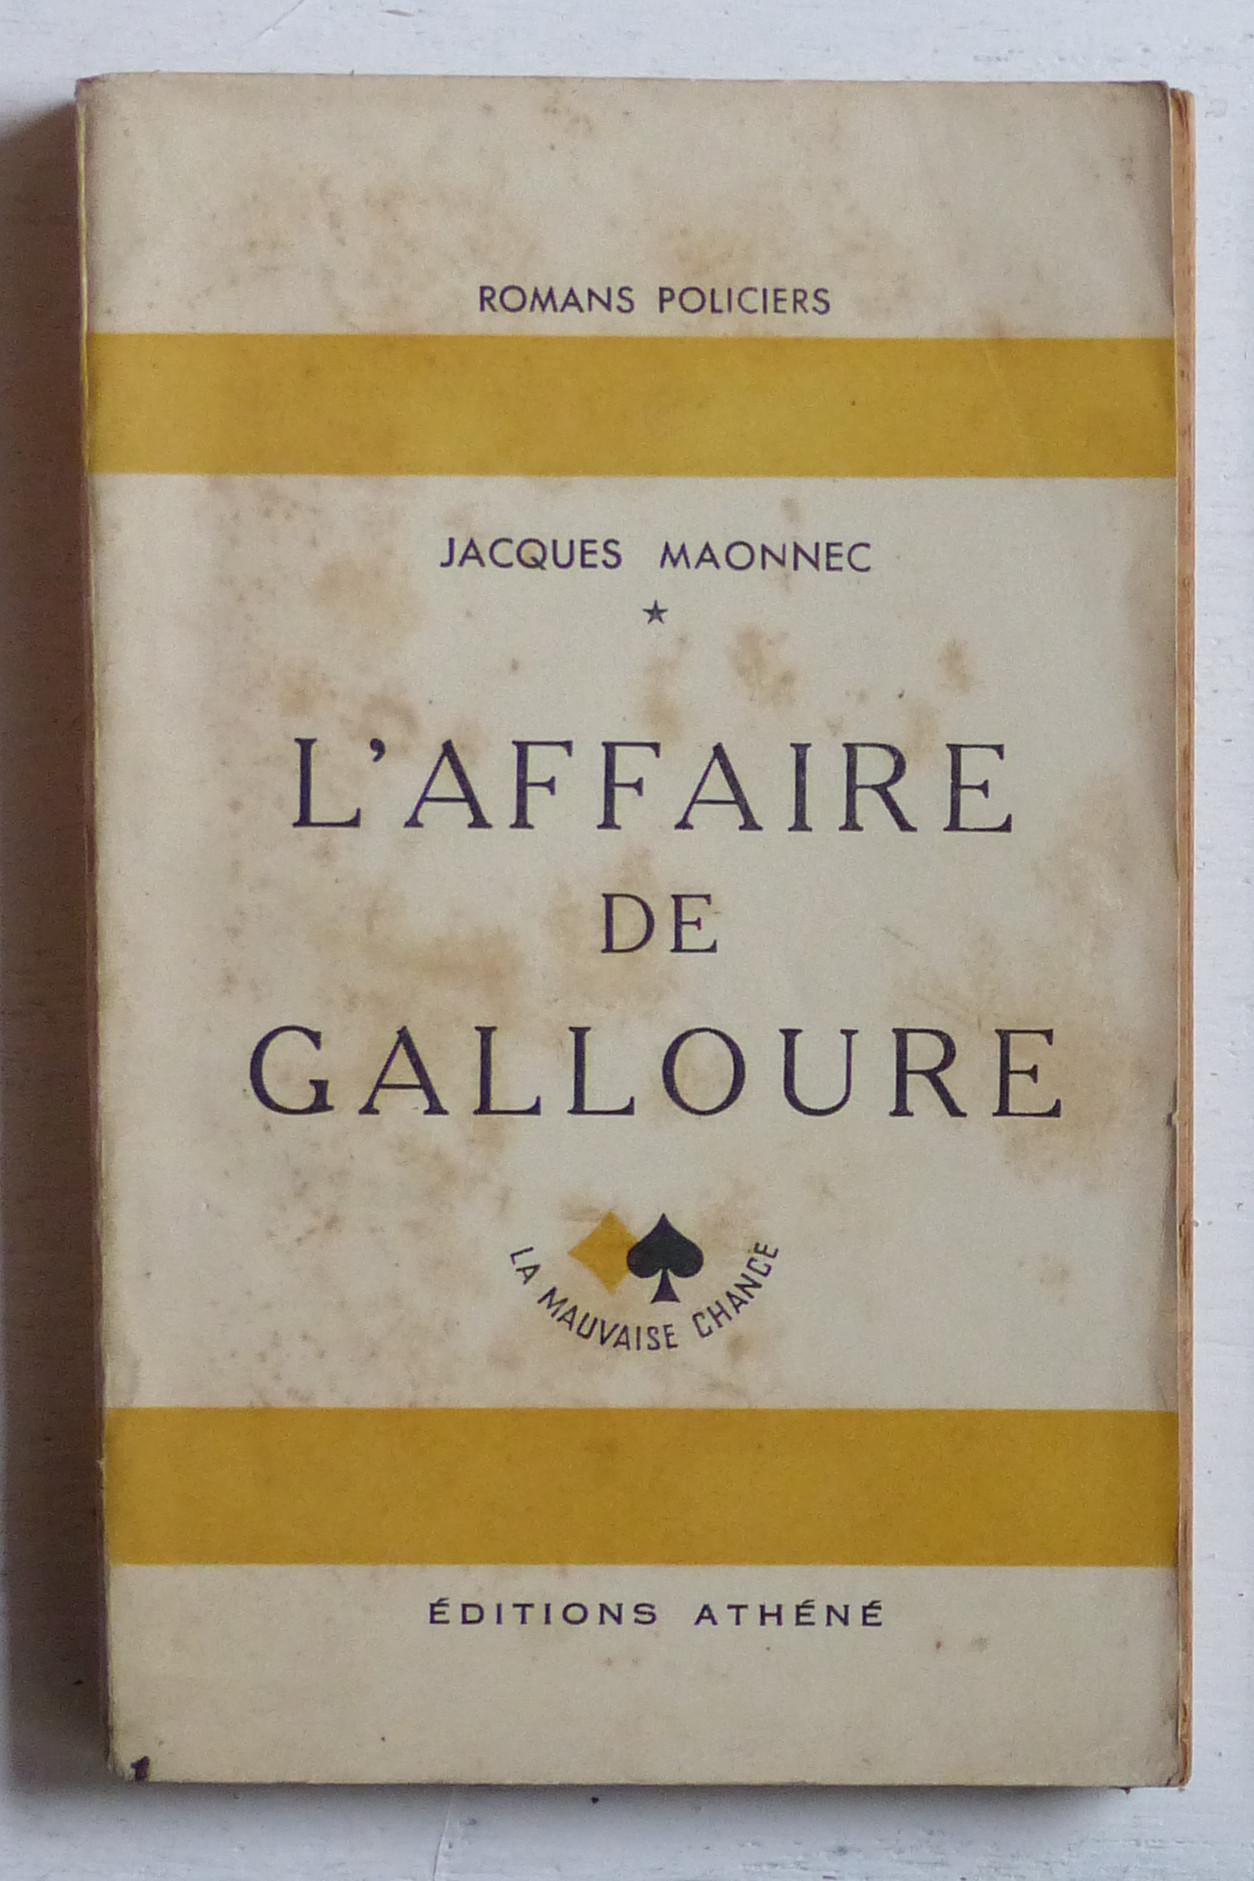 ROMANS POLICIERS
JACQUES MAONNEC
L'AFFAIRE
DE
GALLOURE
LA MAUVAISE CHANCE
ÉDITIONS ATHÉNÉ